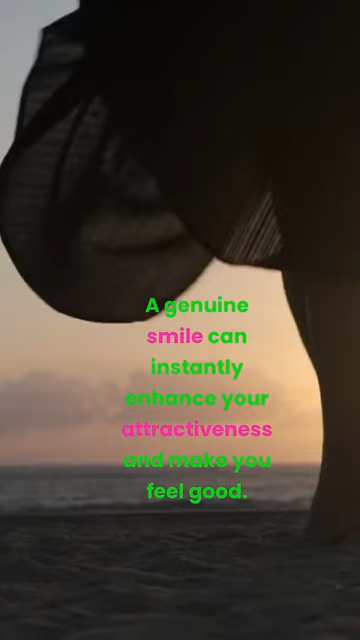 A genuine
smile can
instantly
enhance your
attractiveness
and make you
feel good.